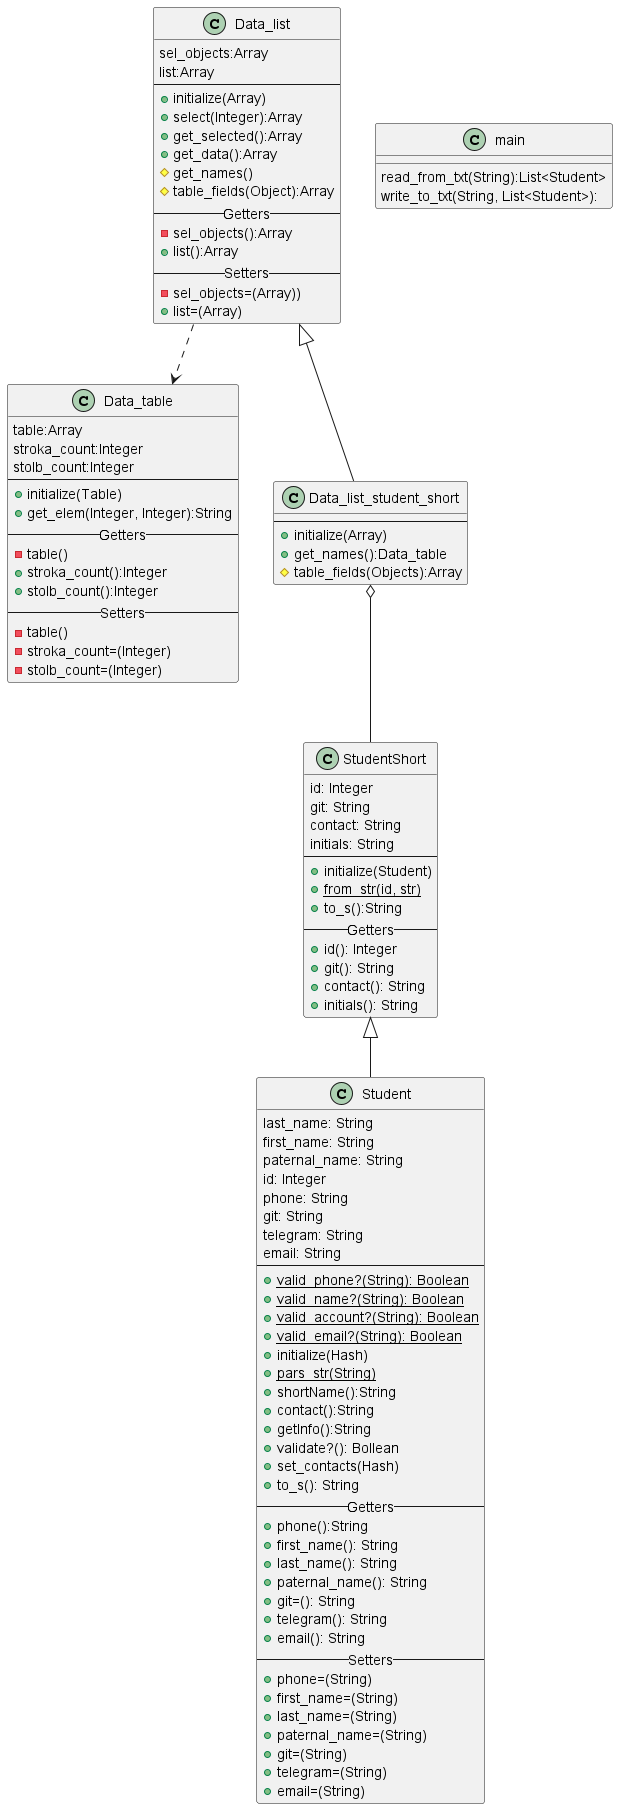 Data_list
sel_objects:Array
list:Array
initialize(Array)
select(Integer):Array
get_selected():Array
get_data():Array
get_names()
table_fields(Object):Array
Getters
sel_objects():Array
list():Array
Setters
sel_objects=(Array))
list=(Array)
main
read_from_txt(String):List<Student>
write_to_txt(String, List<Student>):
Data_table
table:Array
stroka_count:Integer
stolb_count:Integer
initialize(Table)
get_elem(Integer, Integer):String
Getters
table()
stroka_count():Integer
stolb_count():Integer
Setters
table()
stroka_count=(Integer)
stolb_count=(Integer)
Data_list_student_short
initialize(Array)
get_names():Data_table
table_fields(Objects):Array
StudentShort
id: Integer
git: String
contact: String
initials: String
initialize(Student)
from_str(id, str)
to_s():String
Getters
id(): Integer
git(): String
contact(): String
initials(): String
Student
last_name: String
first_name: String
paternal_name: String
id: Integer
phone: String
git: String
telegram: String
email: String
valid_phone?(String): Boolean
valid_name?(String): Boolean
valid_account?(String): Boolean
valid_email?(String): Boolean
initialize(Hash)
pars_str(String)
shortName():String
contact():String
getInfo():String
validate?(): Bollean
set_contacts(Hash)
to_s(): String
Getters
phone():String
first_name(): String
last_name(): String
paternal_name(): String
git=(): String
telegram(): String
email(): String
Setters
phone=(String)
first_name=(String)
last_name=(String)
paternal_name=(String)
git=(String)
telegram=(String)
email=(String)